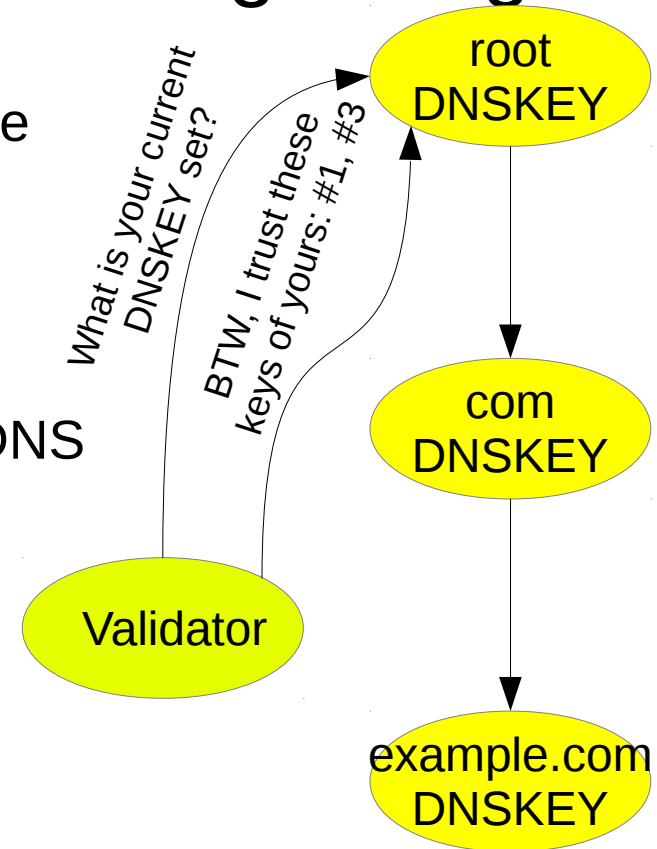 root
DNSKEY
What is your current
DNSKEY set?
BTW, I trust these
keys of yours: #1, #3
e
com
DNSKEY
DNS
Validator
example.com
DNSKEY